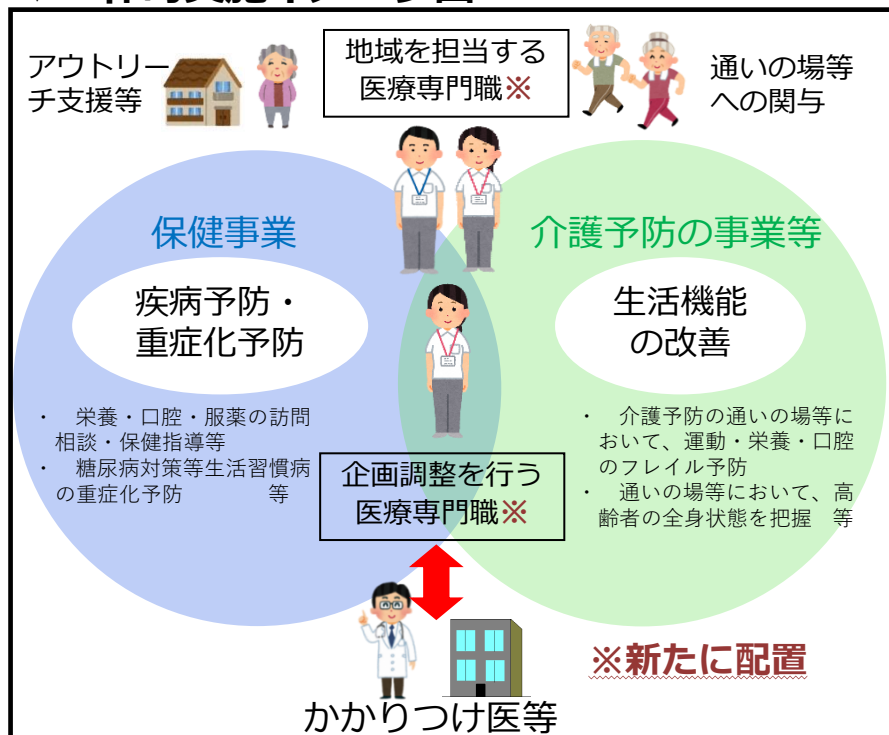 地域を担当する
医療専門職※
アウトリー
チ支援等
通いの場等
への関与
保健事業
疾病予防・
重症化予防
・ 栄養・口腔・服薬の訪問
相談・保健指導等
・ 糖尿病対策等生活習慣病
の重症化予防 等
介護予防の事業等
生活機能
の改善
・ 介護予防の通いの場等に
おいて、運動・栄養・口腔
のフレイル予防
・ 通いの場等において、高
齢者の全身状態を把握 等
企画調整を行う
医療専門職※
かかりつけ医等
※新たに配置